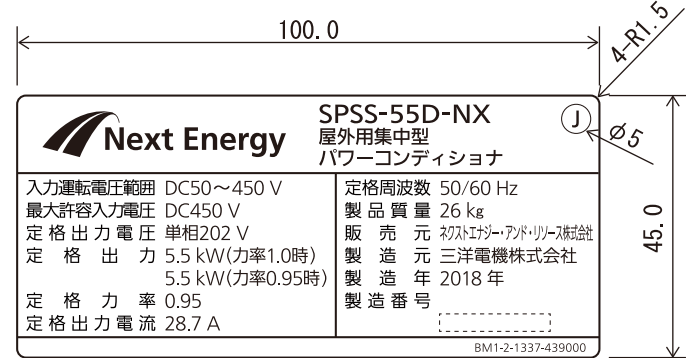 100.0
4-R1.5
Next Energy
SPSS-55D-NX
屋外用集中型
パワーコンディショナ
J
φ5
入力運転電圧範囲 DC50～450 V
最大許容入力電圧 DC450 V
定格出力電圧 単相202 V
定格出力 5.5 kW(力率1.0時)
5.5 kW(力率0.95時)
定格力率 0.95
定格出力電流 28.7 A
定格周波数 50/60 Hz
製品質量 26 kg
販売元 ネクストエナジー・アンド・リソース株式会社
製造元 三洋電機株式会社
製造年 2018 年
製造番号
BM1-2-1337-439000
45.0